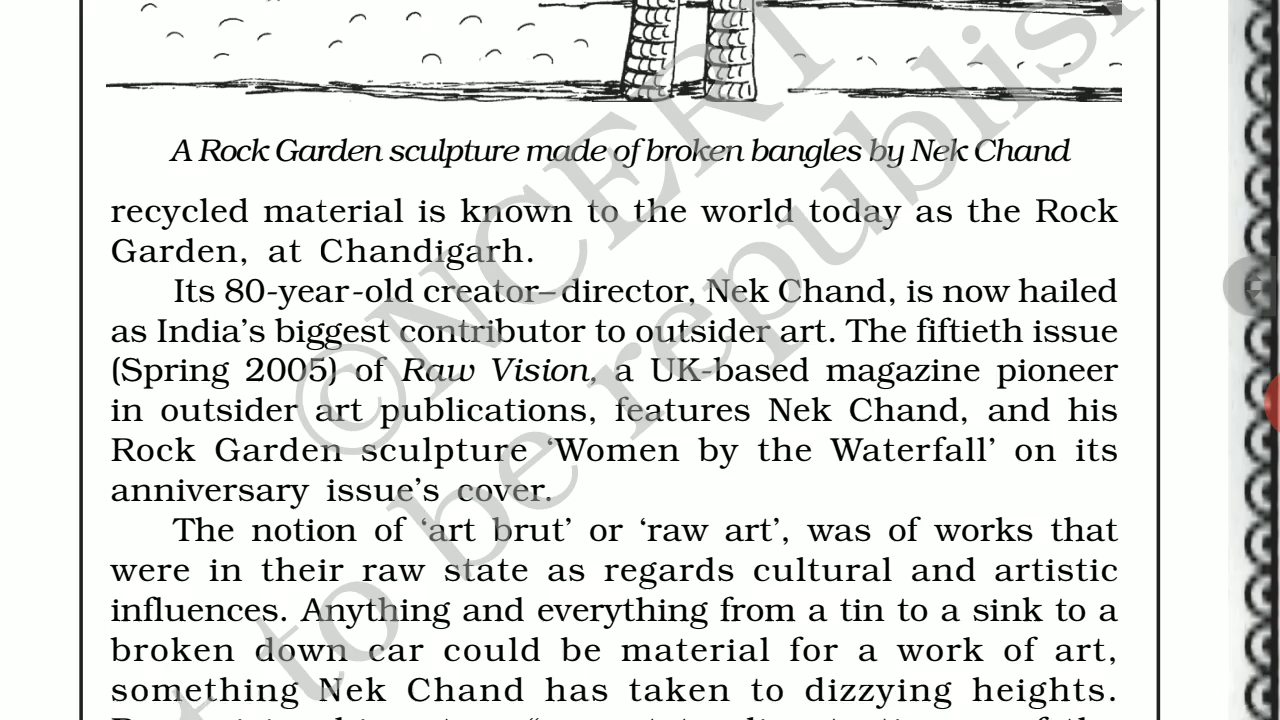 A Rock Garden sculpture made of broken bangles by Nek Chand
recycled material is known to the world today as the Rock
Garden, at Chandigarh.
Its 80-year-old creator–director, Nek Chand, is now hailed
as India's biggest contributor to outsider art. The fiftieth issue
(Spring 2005) of Raw Vision, a UK-based magazine pioneer
in outsider art publications, features Nek Chand, and his
Rock Garden sculpture ‘Women by the Waterfall’ on its
anniversary issue's cover.
The notion of ‘art brut’ or ‘raw art’, was of works that
were in their raw state as regards cultural and artistic
influences. Anything and everything from a tin to a sink to a
broken down car could be material for a work of art,
something Nek Chand has taken to dizzying heights.
©NCERT
to be republish